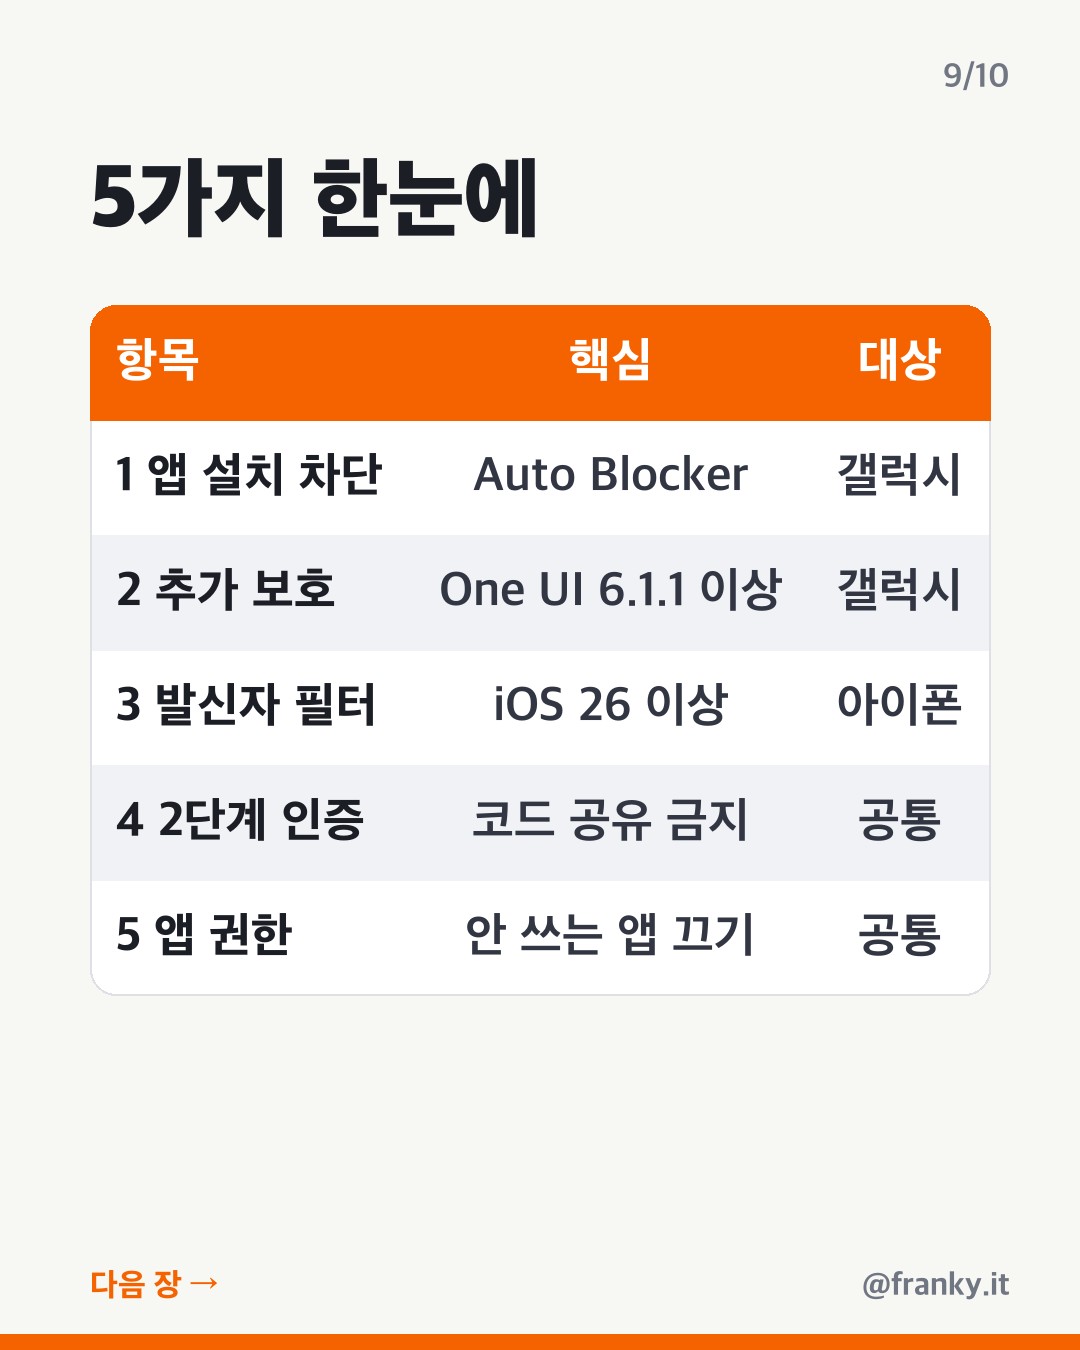 9/10
5가지 한눈에
항목 핵심 대상
1 앱 설치 차단 Auto Blocker 갤럭시
2 추가 보호 One UI 6.1.1 이상 갤럭시
3 발신자 필터 iOS 26 이상 아이폰
4 2단계 인증 코드 공유 금지 공통
5 앱 권한 안 쓰는 앱 끄기 공통
다음 장 → @franky.it